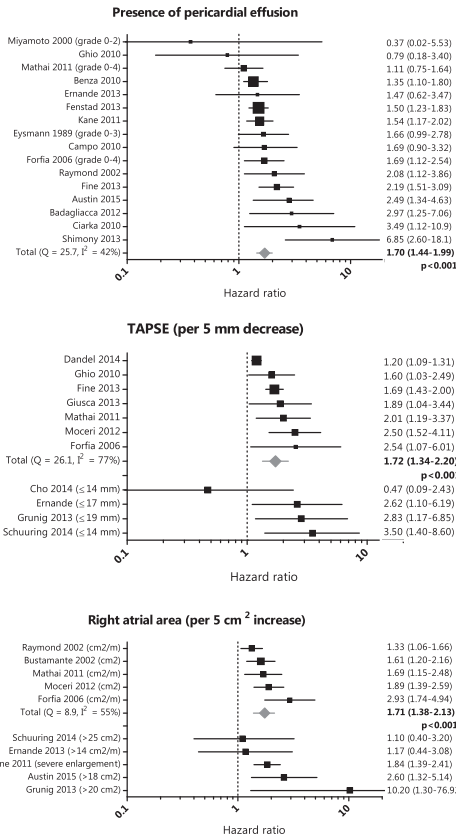 Presence of pericardial effusion
Miyamoto 2000 (grade 0-2) 0.37 (0.02-5.53)
Ghio 2010 0.79 (0.18-3.40)
Mathai 2011 (grade 0-4) 1.11 (0.75-1.64)
Benza 2010 1.35 (1.10-1.80)
Ernande 2013 1.47 (0.62-3.47)
Fenstad 2013 1.50 (1.23-1.83)
Kane 2011 1.54 (1.17-2.02)
Eysmann 1989 (grade 0-3) 1.66 (0.99-2.78)
Campo 2010 1.69 (0.90-3.32)
Forfia 2006 (grade 0-4) 1.69 (1.12-2.54)
Raymond 2002 2.08 (1.12-3.86)
Fine 2013 2.19 (1.51-3.09)
Austin 2015 2.49 (1.34-4.63)
Badagliacca 2012 2.97 (1.25-7.06)
Ciarka 2010 3.49 (1.12-10.9)
Shimony 2013 6.85 (2.60-18.1)
Total (Q = 25.7, I² = 42%) 1.70 (1.44-1.99)
p<0.001
0.1 1 10
Hazard ratio
TAPSE (per 5 mm decrease)
Dandel 2014 1.20 (1.09-1.31)
Ghio 2010 1.60 (1.03-2.49)
Fine 2013 1.69 (1.43-2.00)
Giusca 2013 1.89 (1.04-3.44)
Mathai 2011 2.01 (1.19-3.37)
Moceri 2012 2.50 (1.52-4.11)
Forfia 2006 2.54 (1.07-6.01)
Total (Q = 26.1, I² = 77%) 1.72 (1.34-2.20)
p<0.00
Cho 2014 (≤14 mm) 0.47 (0.09-2.43)
Ernande (≤17 mm) 2.62 (1.10-6.19)
Grunig 2013 (≤19 mm) 2.83 (1.17-6.85)
Schuuring 2014 (≤14 mm) 3.50 (1.40-8.60)
0.1 1 10
Hazard ratio
Right atrial area (per 5 cm² increase)
Raymond 2002 (cm2/m) 1.33 (1.06-1.66)
Bustamante 2002 (cm2) 1.61 (1.20-2.16)
Mathai 2011 (cm2/m) 1.69 (1.15-2.48)
Moceri 2012 (cm2) 1.89 (1.39-2.59)
Forfia 2006 (cm2/m) 2.93 (1.74-4.94)
Total (Q = 8.9, I² = 55%) 1.71 (1.38-2.13)
p<0.001
Schuuring 2014 (>25 cm2) 1.10 (0.40-3.20)
Ernande 2013 (>14 cm2/m) 1.17 (0.44-3.08)
ne 2011 (severe enlargement) 1.84 (1.39-2.41)
Austin 2015 (>18 cm2) 2.60 (1.32-5.14)
Grunig 2013 (>20 cm2) 10.20 (1.30-76.9
0.1 1 10
Hazard ratio